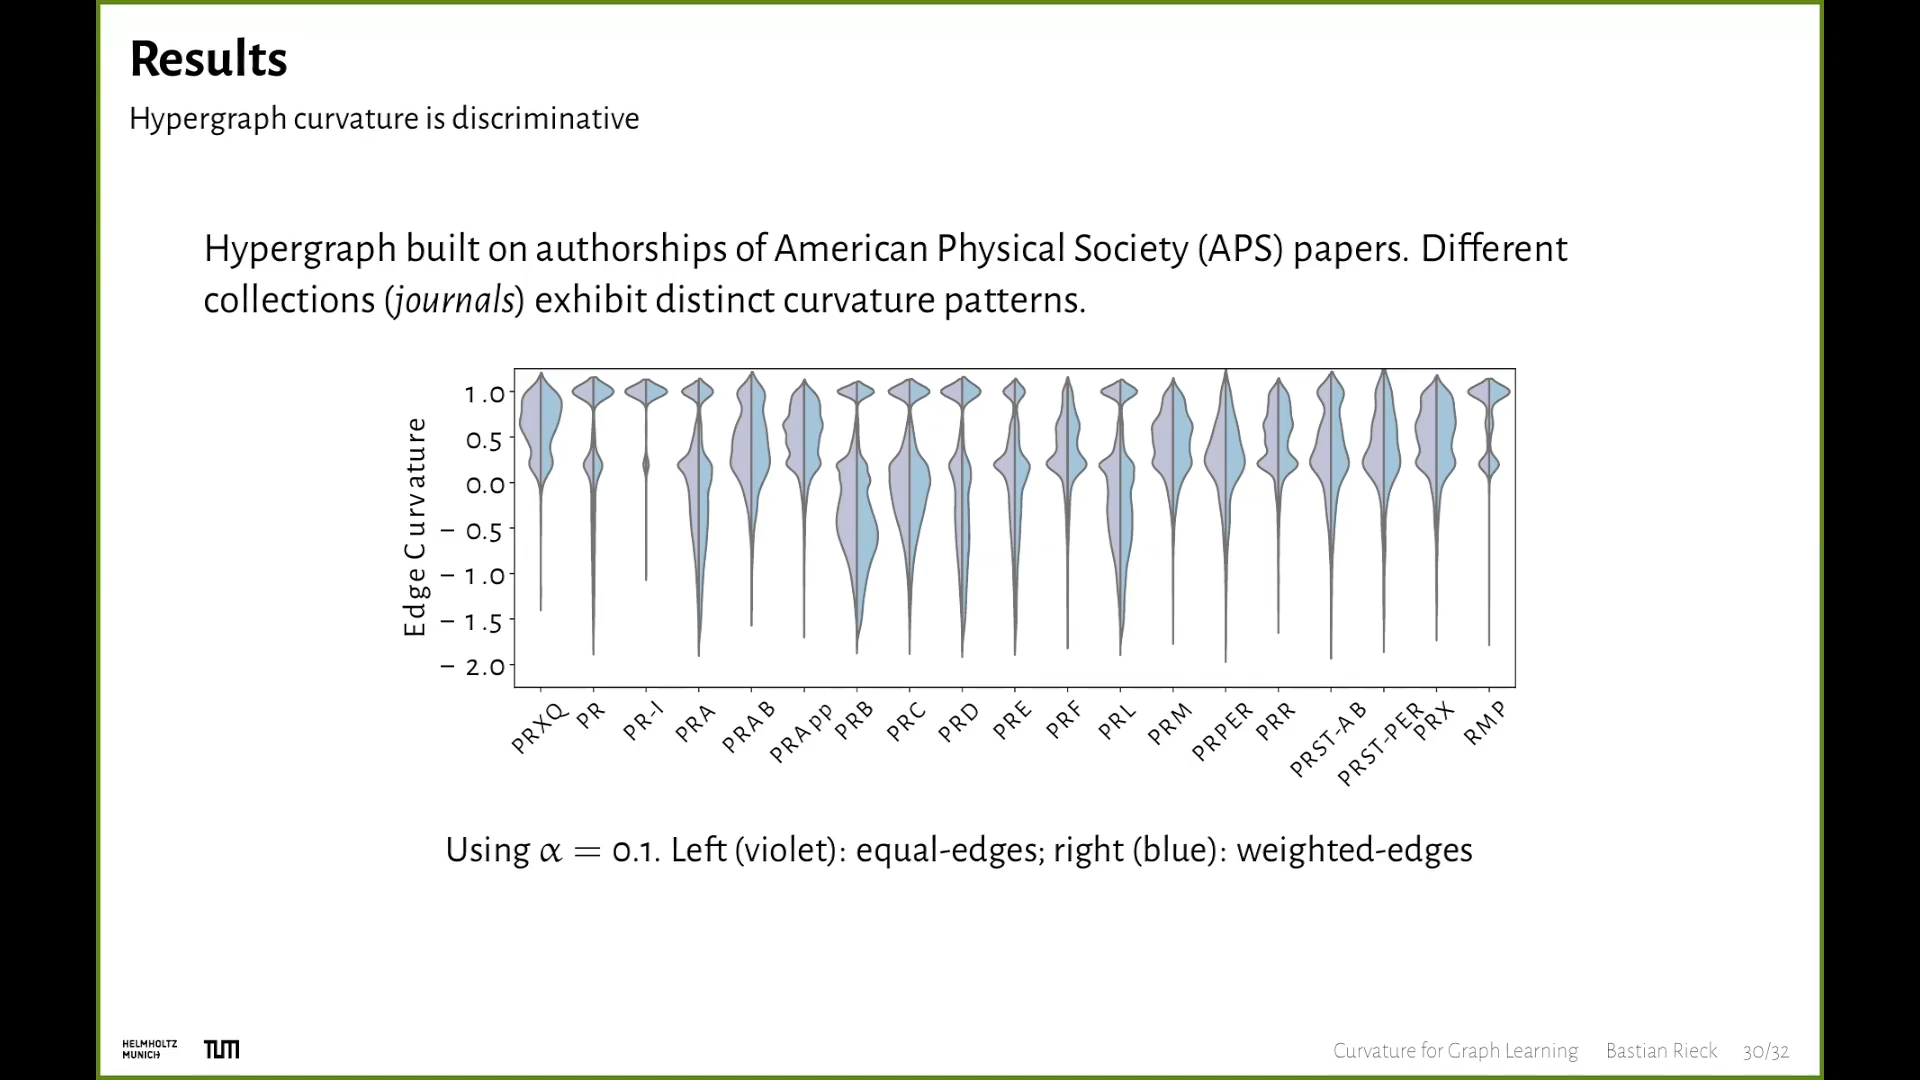 Results
Hypergraph curvature is discriminative
Hypergraph built on authorships of American Physical Society (APS) papers. Different
collections (journals) exhibit distinct curvature patterns.
Edge Curvature
1.0
0.5
0.0
− 0.5
− 1.0
− 1.5
− 2.0
PRXQ
PR
PR-I
PRA
PRAB
PRApp
PRB
PRC
PRD
PRE
PRF
PRL
PRM
PRPER
PRR
PRST-AB
PRST-PER
PRX
RMP
Using α = 0.1. Left (violet): equal-edges; right (blue): weighted-edges
HELMHOLTZ
MUNICH
TUM
Curvature for Graph Learning Bastian Rieck 30/32